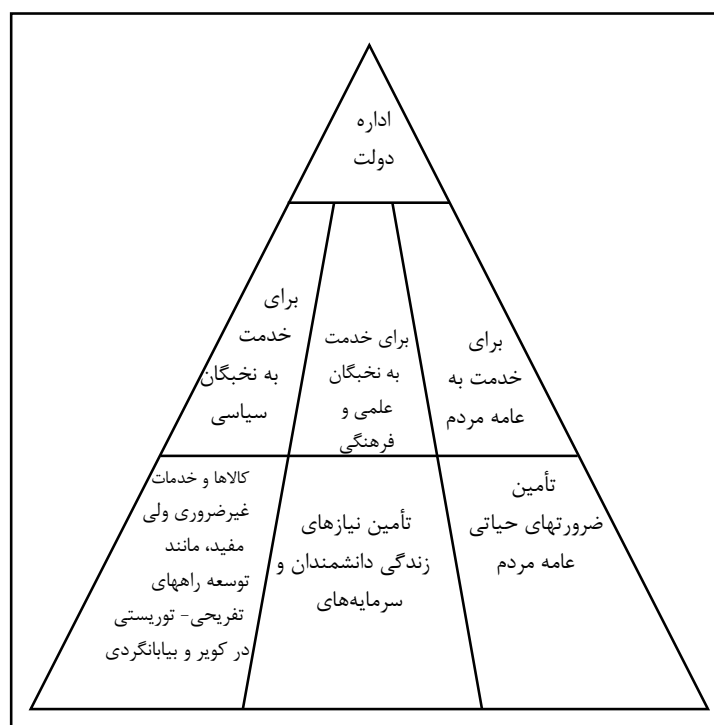 اداره
دولت
برای
خدمت به
عامه مردم
برای خدمت
به نخبگان
علمی و
فرهنگی
برای
خدمت
به نخبگان
سیاسی
تأمین
ضرورتهای حیاتی
عامه مردم
تأمین نیازهای
زندگی دانشمندان و
سرمایه‌های
کالاها و خدمات
غیرضروری ولی
مفید، مانند
توسعه راههای
تفریحی- توریستی
در کویر و بیابانگردی